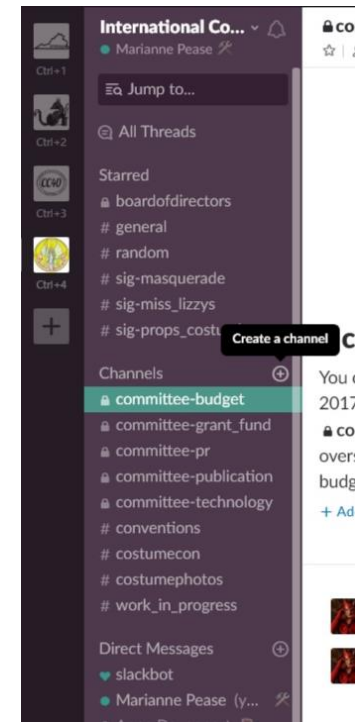 International Co...
Marianne Pease
Ctrl+1
Jump to...
Ctrl+2
All Threads
Starred
boardofdirectors
Ctrl+3
# general
# random
# sig-masquerade
Ctrl+4
# sig-miss_lizzys
# sig-props_costu
Create a channel
Channels
committee-budget
committee-grant_fund
committee-pr
committee-publication
committee-technology
# conventions
# costumecon
# costumephotos
# work_in_progress
Direct Messages
slackbot
Marianne Pease (y...
co
c
You
2017
co
overs
budg
+ Ad